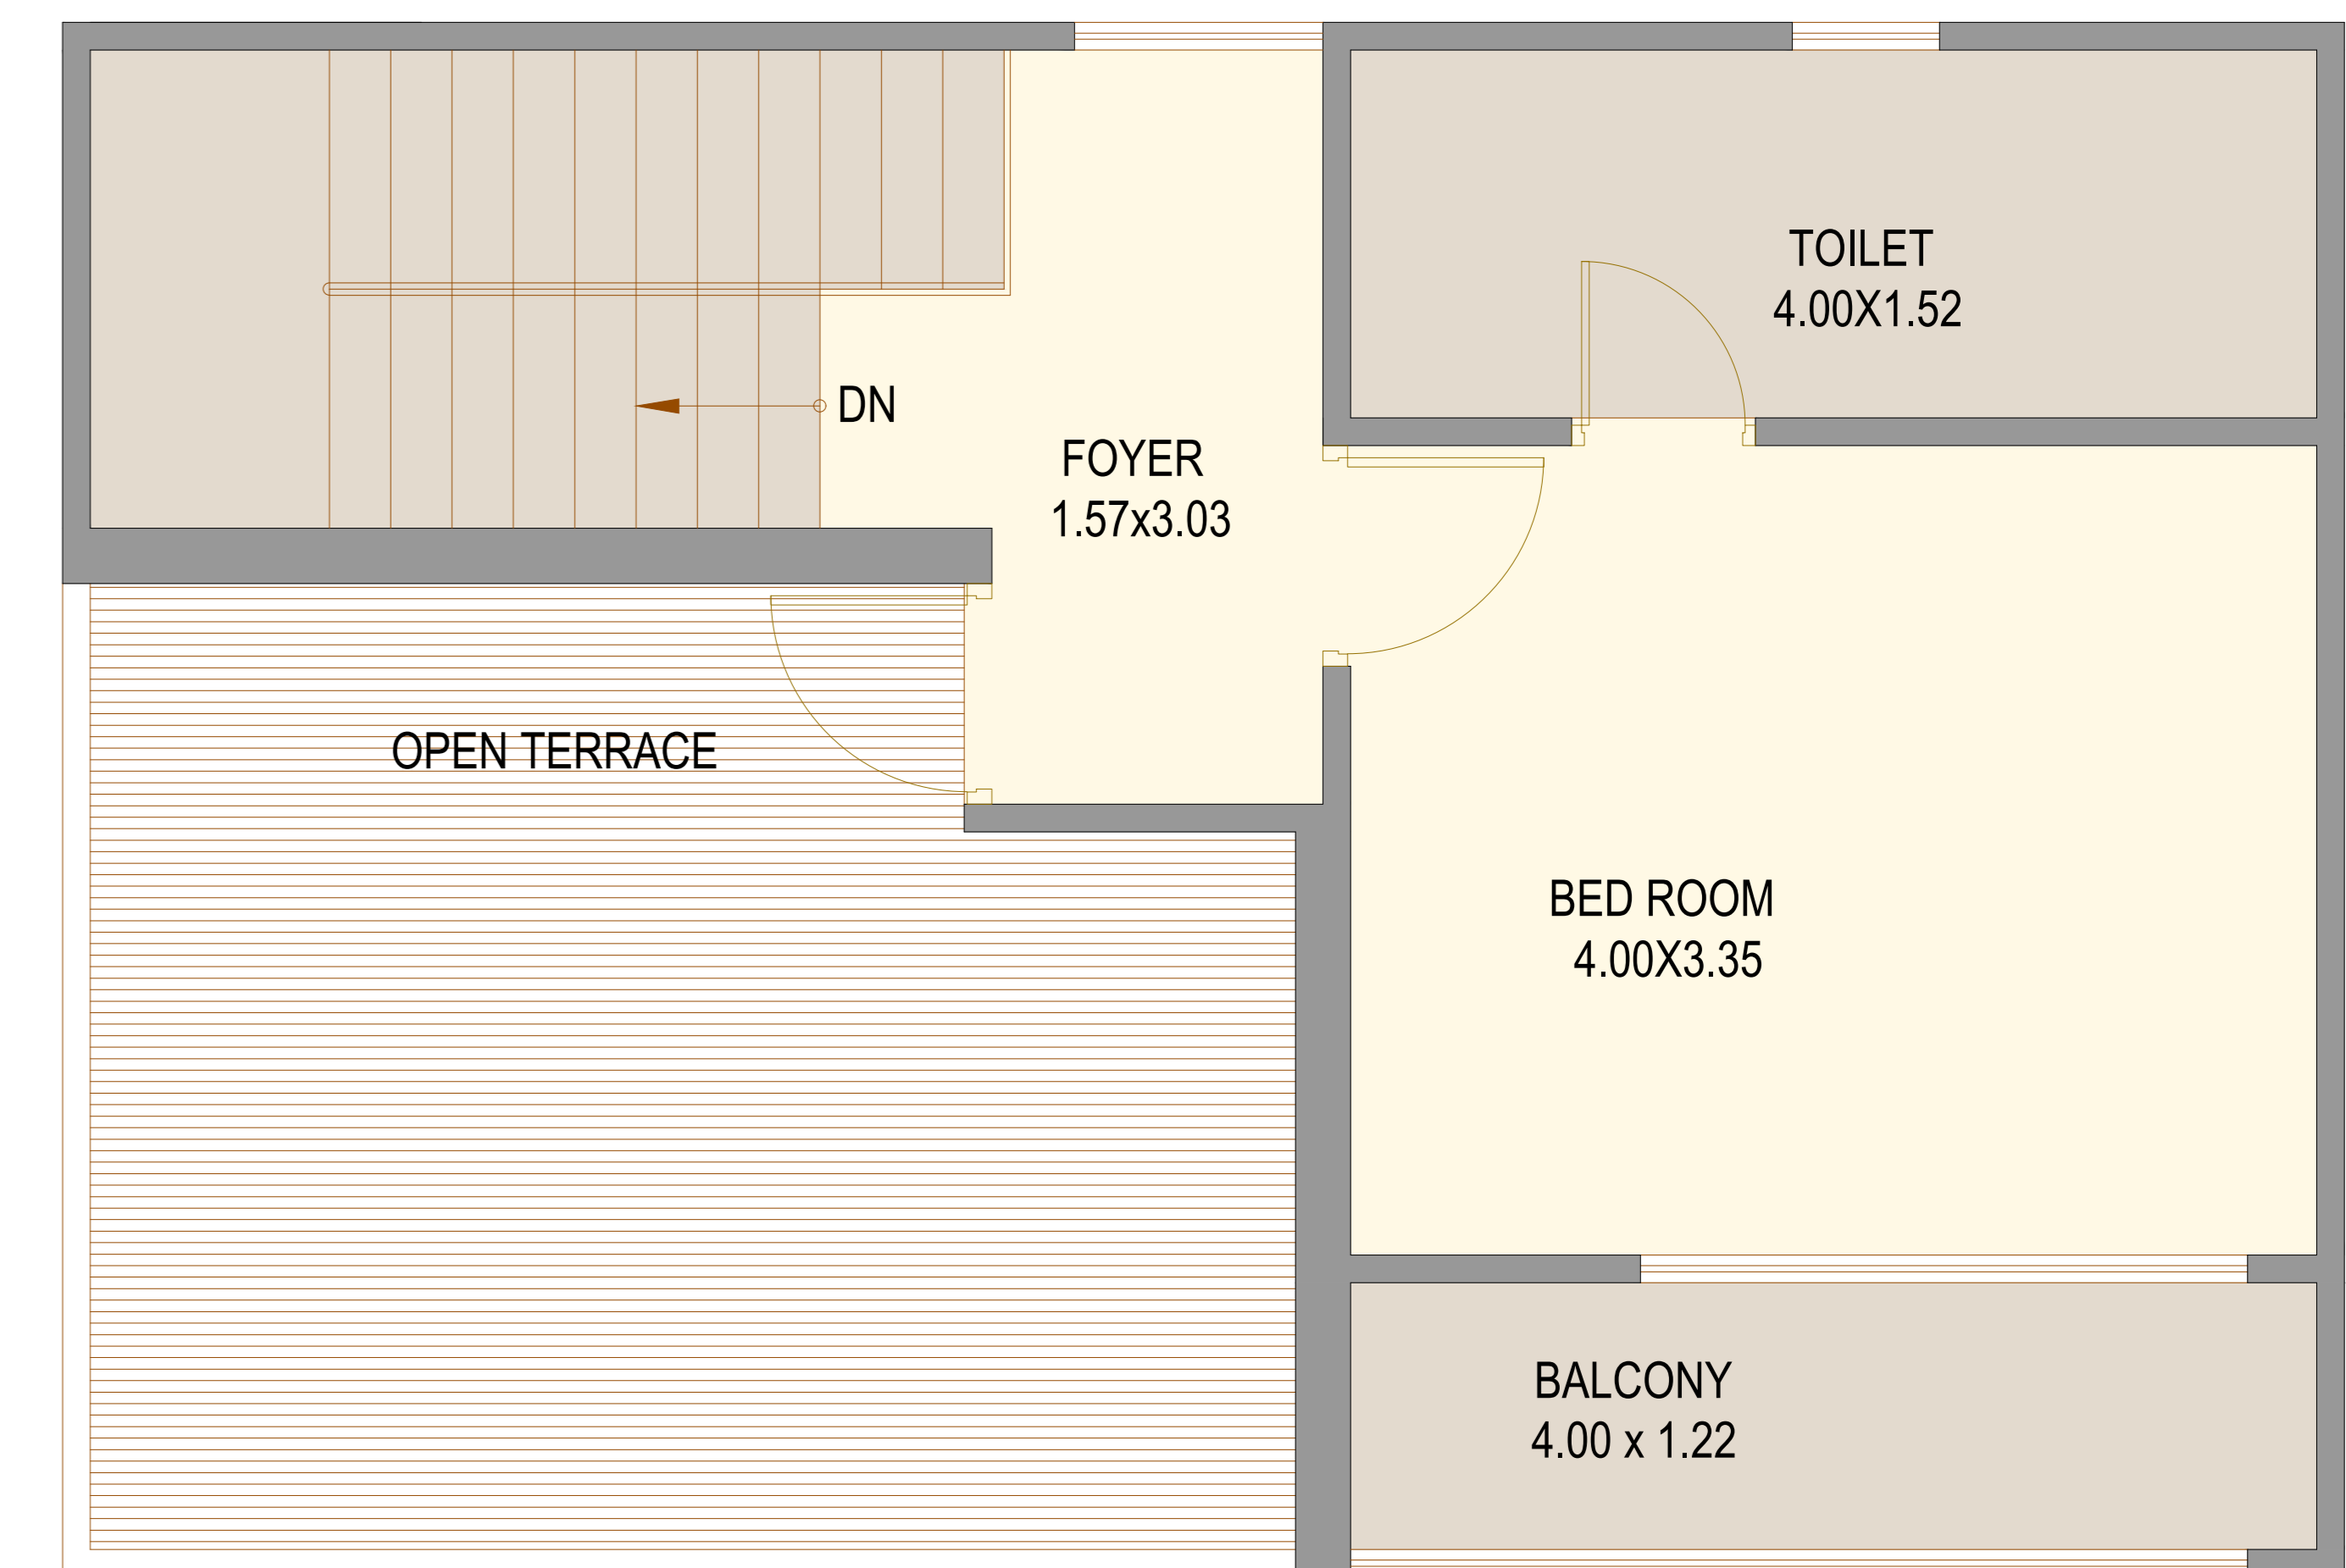 TOILET
4.00X1.52
DN
FOYER
1.57x3.03
OPEN TERRACE
BED ROOM
4.00X3.35
BALCONY
4.00 x 1.22